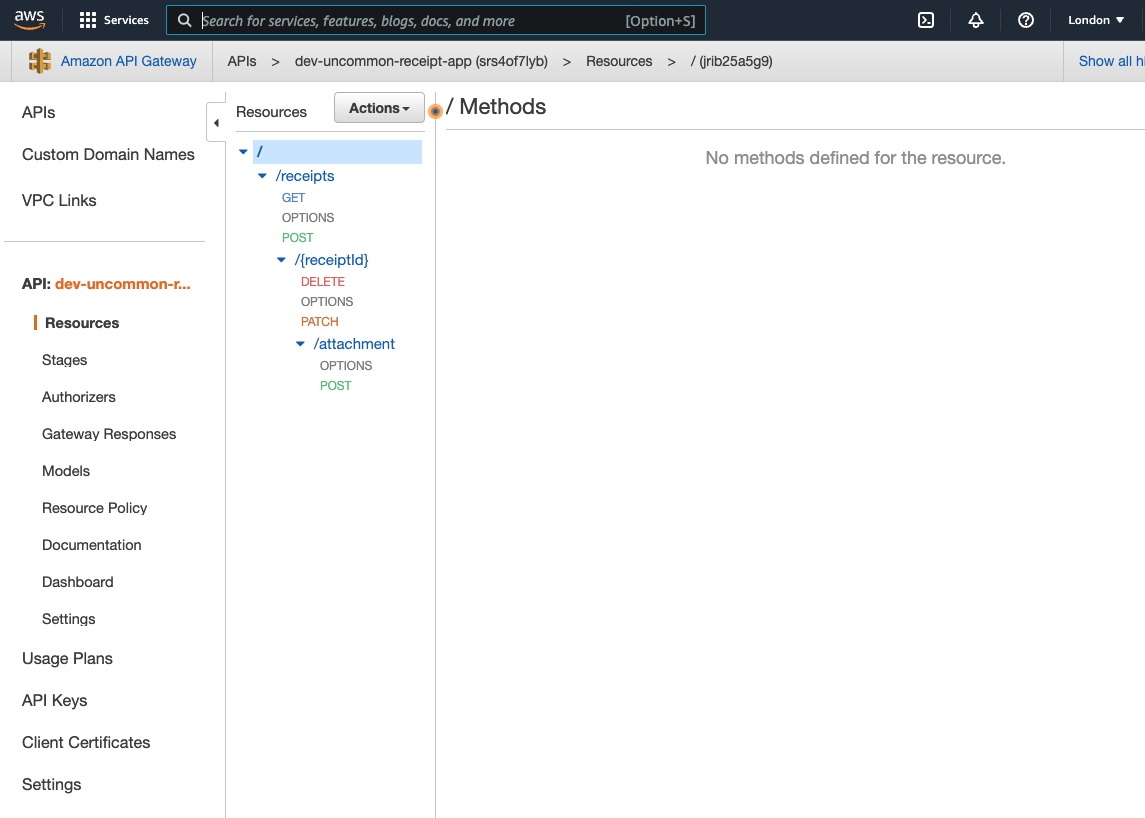 aws Services Search for services, features, blogs, docs, and more [Option+S] London
Amazon API Gateway APIs > dev-uncommon-receipt-app (srs4of7lyb) > Resources > / (jrib25a5g9) Show all hi
APIs
Custom Domain Names
VPC Links
API: dev-uncommon-r...
Resources
Stages
Authorizers
Gateway Responses
Models
Resource Policy
Documentation
Dashboard
Settings
Usage Plans
API Keys
Client Certificates
Settings
Resources Actions
/
/receipts
GET
OPTIONS
POST
/{receiptId}
DELETE
OPTIONS
PATCH
/attachment
OPTIONS
POST
/ Methods
No methods defined for the resource.